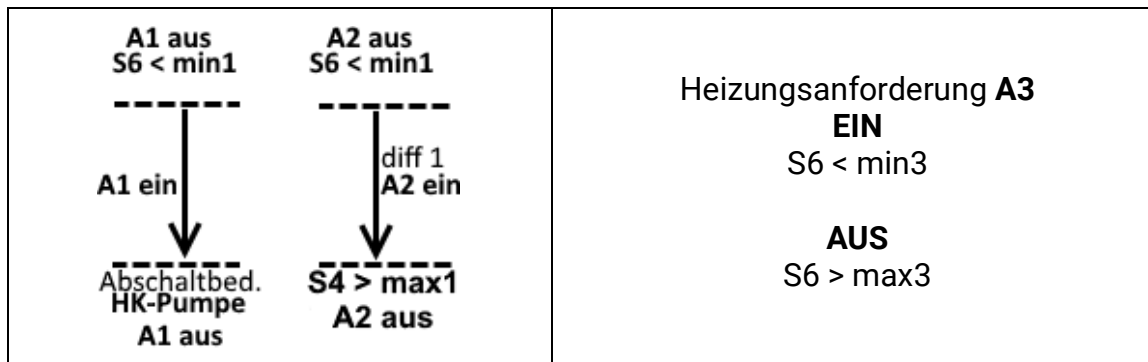 A1 aus
S6 < min1
A1 ein
Abschaltbed.
HK-Pumpe
A1 aus
A2 aus
S6 < min1
diff 1
A2 ein
S4 > max1
A2 aus
Heizungsanforderung A3
EIN
S6 < min3
AUS
S6 > max3